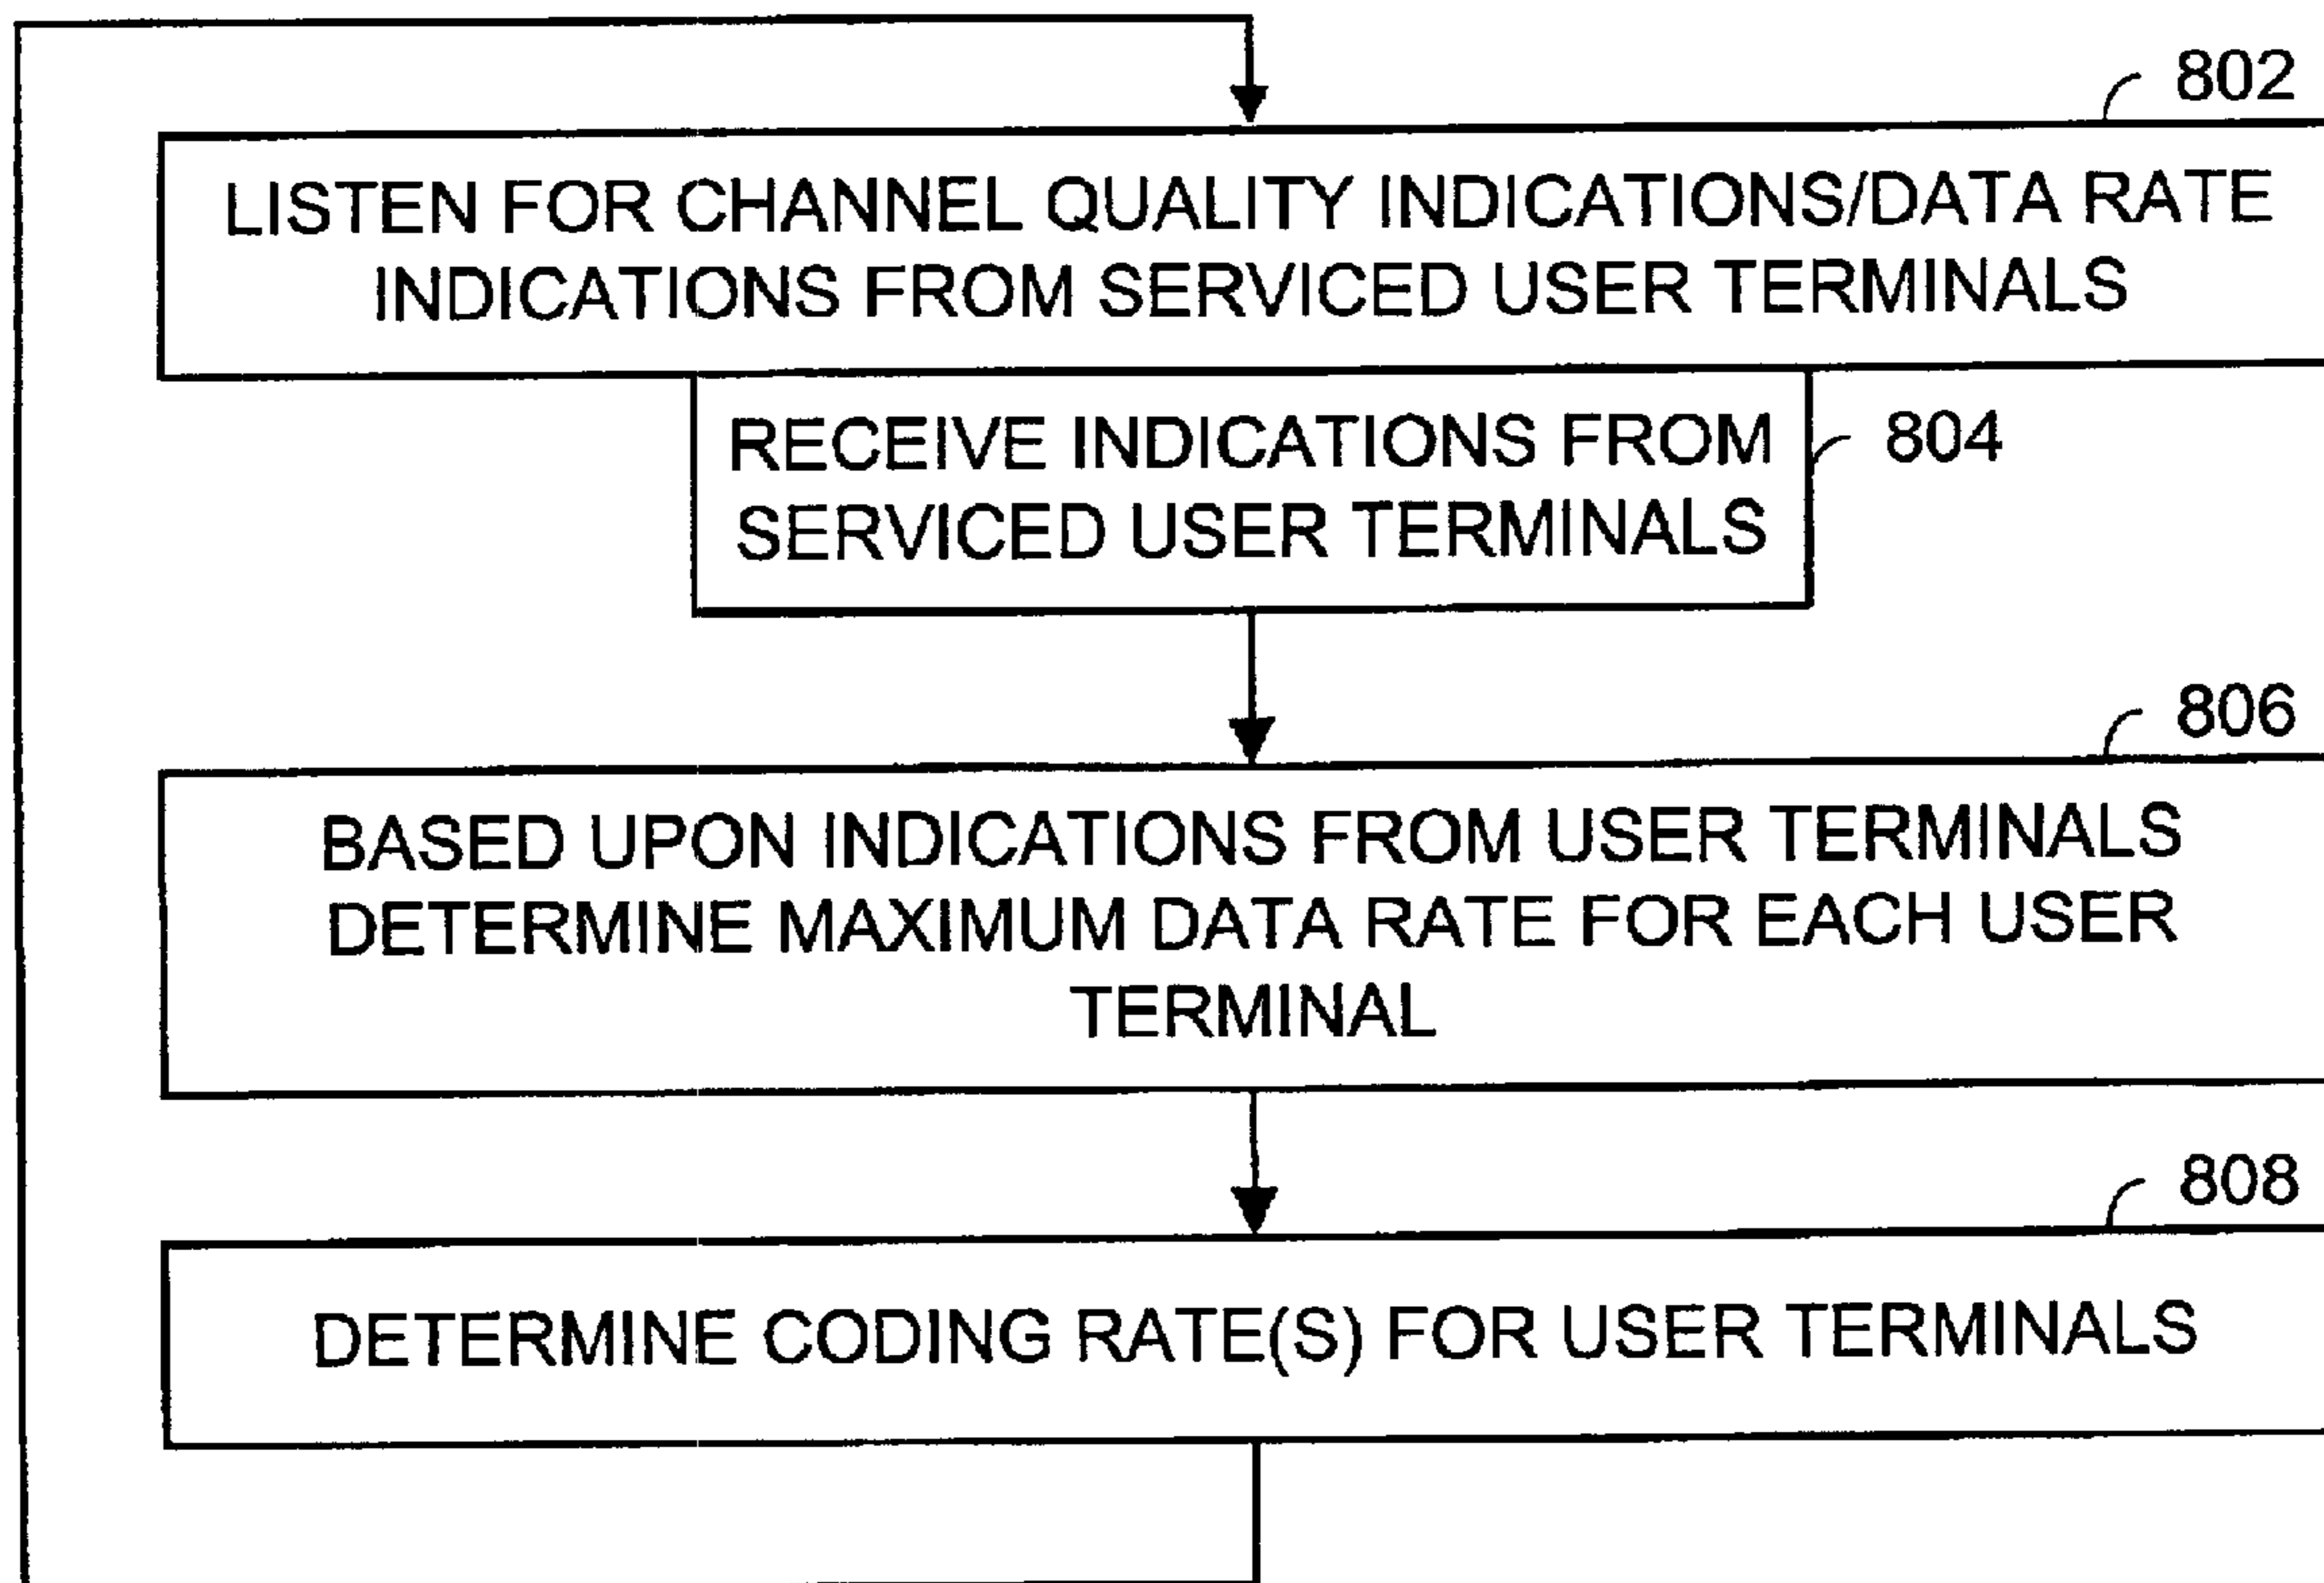 802
LISTEN FOR CHANNEL QUALITY INDICATIONS/DATA RATE
INDICATIONS FROM SERVICED USER TERMINALS
RECEIVE INDICATIONS FROM
SERVICED USER TERMINALS
804
806
BASED UPON INDICATIONS FROM USER TERMINALS
DETERMINE MAXIMUM DATA RATE FOR EACH USER
TERMINAL
808
DETERMINE CODING RATE(S) FOR USER TERMINALS